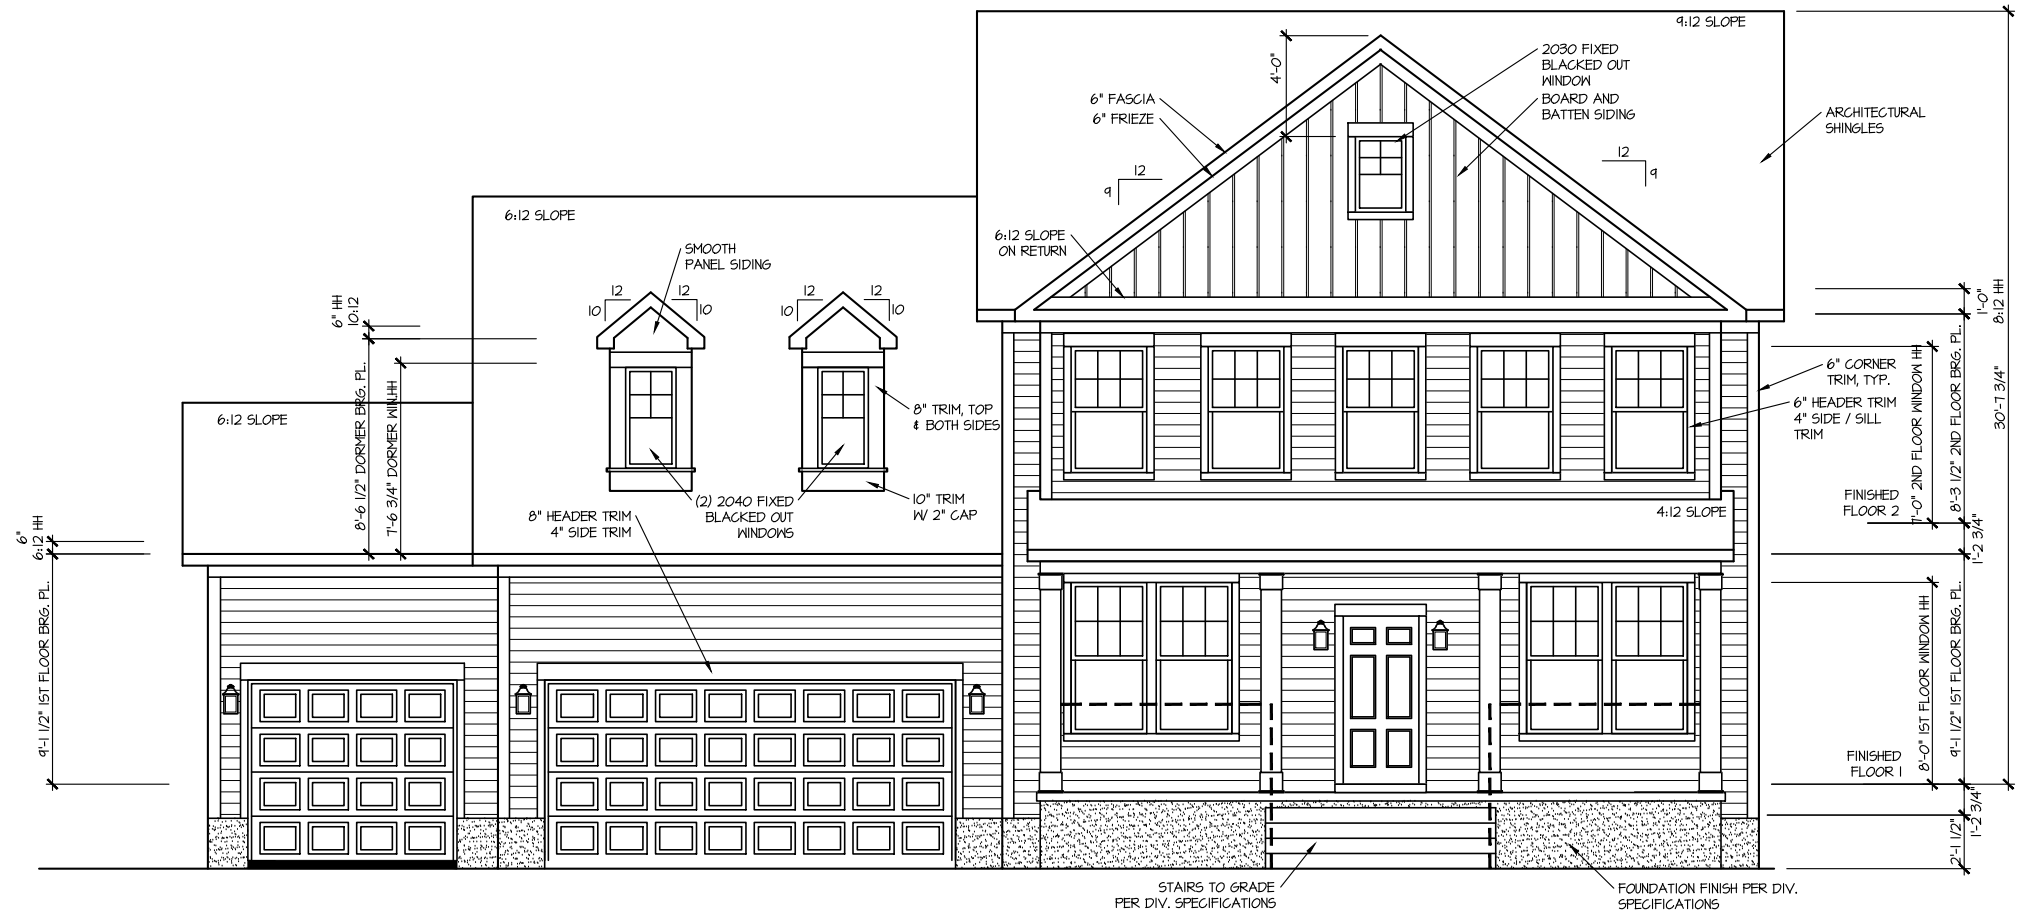 9:12 SLOPE
2030 FIXED
BLACKED OUT
WINDOW
4'-0"
BOARD AND
BATTEN SIDING
6" FASCIA
6" FRIEZE
ARCHITECTURAL
SHINGLES
12
9
12
9
6:12 SLOPE
6:12 SLOPE
ON RETURN
SMOOTH
PANEL SIDING
12
10
12
10
12
10
12
10
6" HH
10:12
1'-0"
8:12 HH
6" CORNER
TRIM, TYP.
8'-6 1/2" DORMER BRG. PL.
7'-6 3/4" DORMER WIN.HH
30'-7 3/4"
6" HEADER TRIM
4" SIDE / SILL
TRIM
8" TRIM, TOP
& BOTH SIDES
6:12 SLOPE
7'-0" 2ND FLOOR WINDOW HH
8'-3 1/2" 2ND FLOOR BRG. PL.
(2) 2040 FIXED
BLACKED OUT
WINDOWS
10" TRIM
W/ 2" CAP
FINISHED
FLOOR 2
8" HEADER TRIM
4" SIDE TRIM
4:12 SLOPE
1'-2 3/4"
6"
6:12 HH
9'-1 1/2" 1ST FLOOR BRG. PL.
8'-0" 1ST FLOOR WINDOW HH
9'-1 1/2" 1ST FLOOR BRG. PL.
FINISHED
FLOOR 1
1'-2 3/4"
2'-1 1/2"
STAIRS TO GRADE
PER DIV. SPECIFICATIONS
FOUNDATION FINISH PER DIV.
SPECIFICATIONS